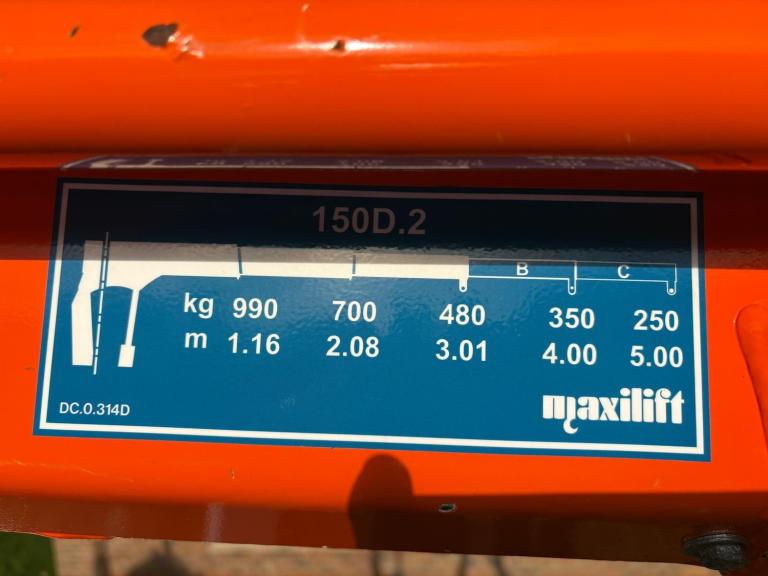 150D.2
B C
kg 990 700 480 350 250
m 1.16 2.08 3.01 4.00 5.00
DC.0.314D
maxilift